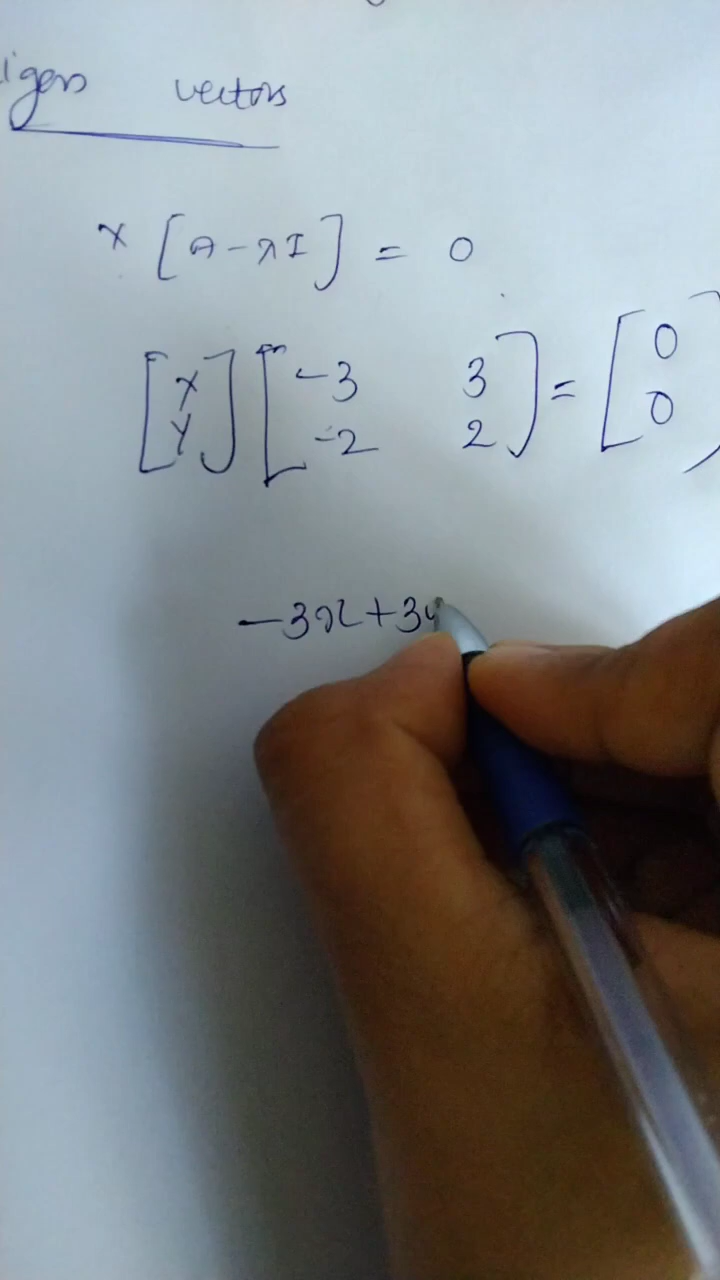 igen vectors
x [A-λI] = 0
[x [-3 3 ] = [0
y] -2 2 0]
-3x+3y